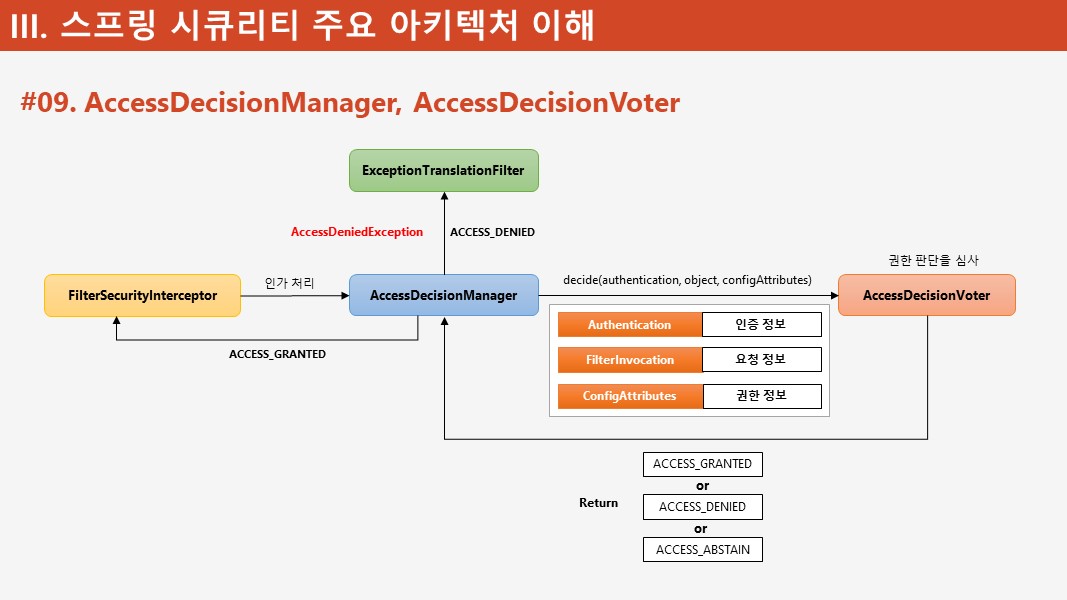 III. 스프링 시큐리티 주요 아키텍처 이해
#09. AccessDecisionManager, AccessDecisionVoter
ExceptionTranslationFilter
AccessDeniedException
ACCESS_DENIED
권한 판단을 심사
FilterSecurityInterceptor
인가 처리
AccessDecisionManager
decide(authentication, object, configAttributes)
AccessDecisionVoter
Authentication 인증 정보
FilterInvocation 요청 정보
ConfigAttributes 권한 정보
ACCESS_GRANTED
Return
ACCESS_GRANTED
or
ACCESS_DENIED
or
ACCESS_ABSTAIN